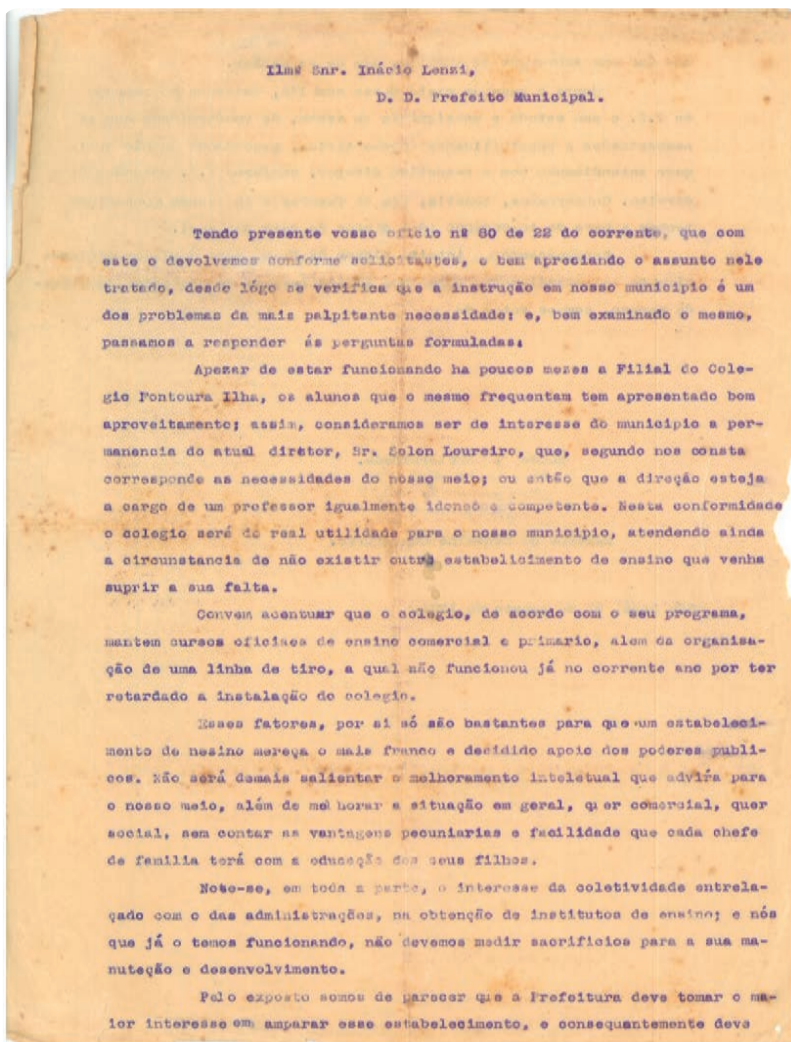 Ilmº Snr. Inácio Lenzi,
D. D. Prefeito Municipal.
Tendo presente vosso oficio nº 80 de 22 do corrente, que com
este o devolvemos conforme solicitastes, e bem apreciando o assunto nele
tratado, desde lógo se verifica que a instrução em nosso municipio é um
dos problemas da mais palpitante necessidade: e, bem examinado o mesmo,
passamos a responder ás perguntas formuladas:
Apezar de estar funcionando ha poucos mezes a Filial do Cole-
gio Fontoura Ilha, os alunos que o mesmo frequentam tem apresentado bom
aproveitamento; assim, consideramos ser de interesse do municipio a per-
manencia do atual dirétor, Sr. Solon Loureiro, que, segundo nos consta
corresponde as necessidades do nosso meio; ou então que a direção esteja
a cargo de um professor igualmente idoneo e competente. Nesta conformidade
o colegio será de real utilidade para o nosso municipio, atendendo ainda
a circunstancia de não existir outro estabelicimento de ensino que venha
suprir a sua falta.
Convem acentuar que o colegio, de acordo com o seu programa,
mantem cursos oficiaes de ensino comercial e primario, alem da organisa-
ção de uma linha de tiro, a qual não funcionou já no corrente ano por ter
retardado a instalação do colegio.
Esses fatores, por si só são bastantes para que um estabeleci-
mento de nesino mereça o mais franco e decidido apoio dos poderes publi-
cos. Não será demais salientar o melhoramento inteletual que advira para
o nosso meio, além de melhorar a situação em geral, quer comercial, quer
social, sem contar as vantagens pecuniarias e facilidade que cada chefe
de familia terá com a educação dos seus filhos.
Note-se, em toda a parte, o interesse da coletividade entrela-
çado com o das administrações, na obtenção de institutos de ensino; e nós
que já o temos funcionando, não devemos medir sacrificios para a sua ma-
nuteção e desenvolvimento.
Pelo exposto somos de parecer que a Prefeitura deve tomar o ma-
ior interesse em amparar esse estabelecimento, e consequantemente deve